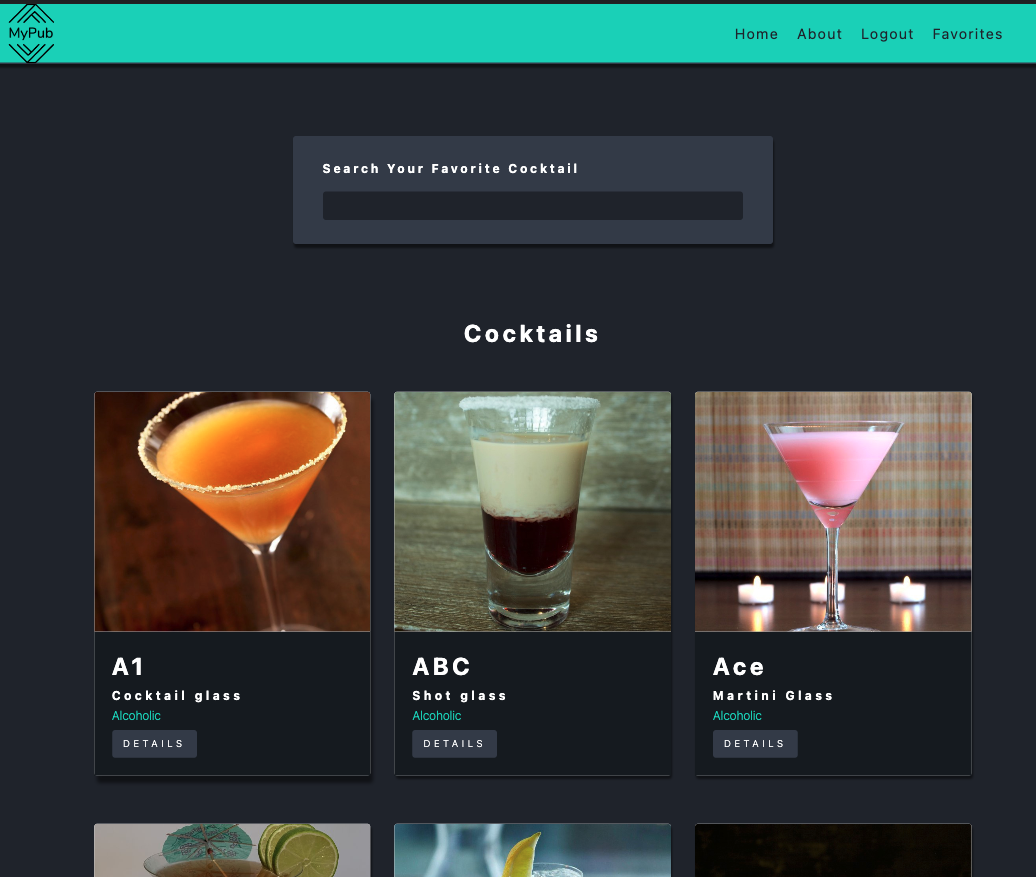 MyPub
Home About Logout Favorites
Search Your Favorite Cocktail
Cocktails
A1
Cocktail glass
Alcoholic
DETAILS
ABC
Shot glass
Alcoholic
DETAILS
Ace
Martini Glass
Alcoholic
DETAILS